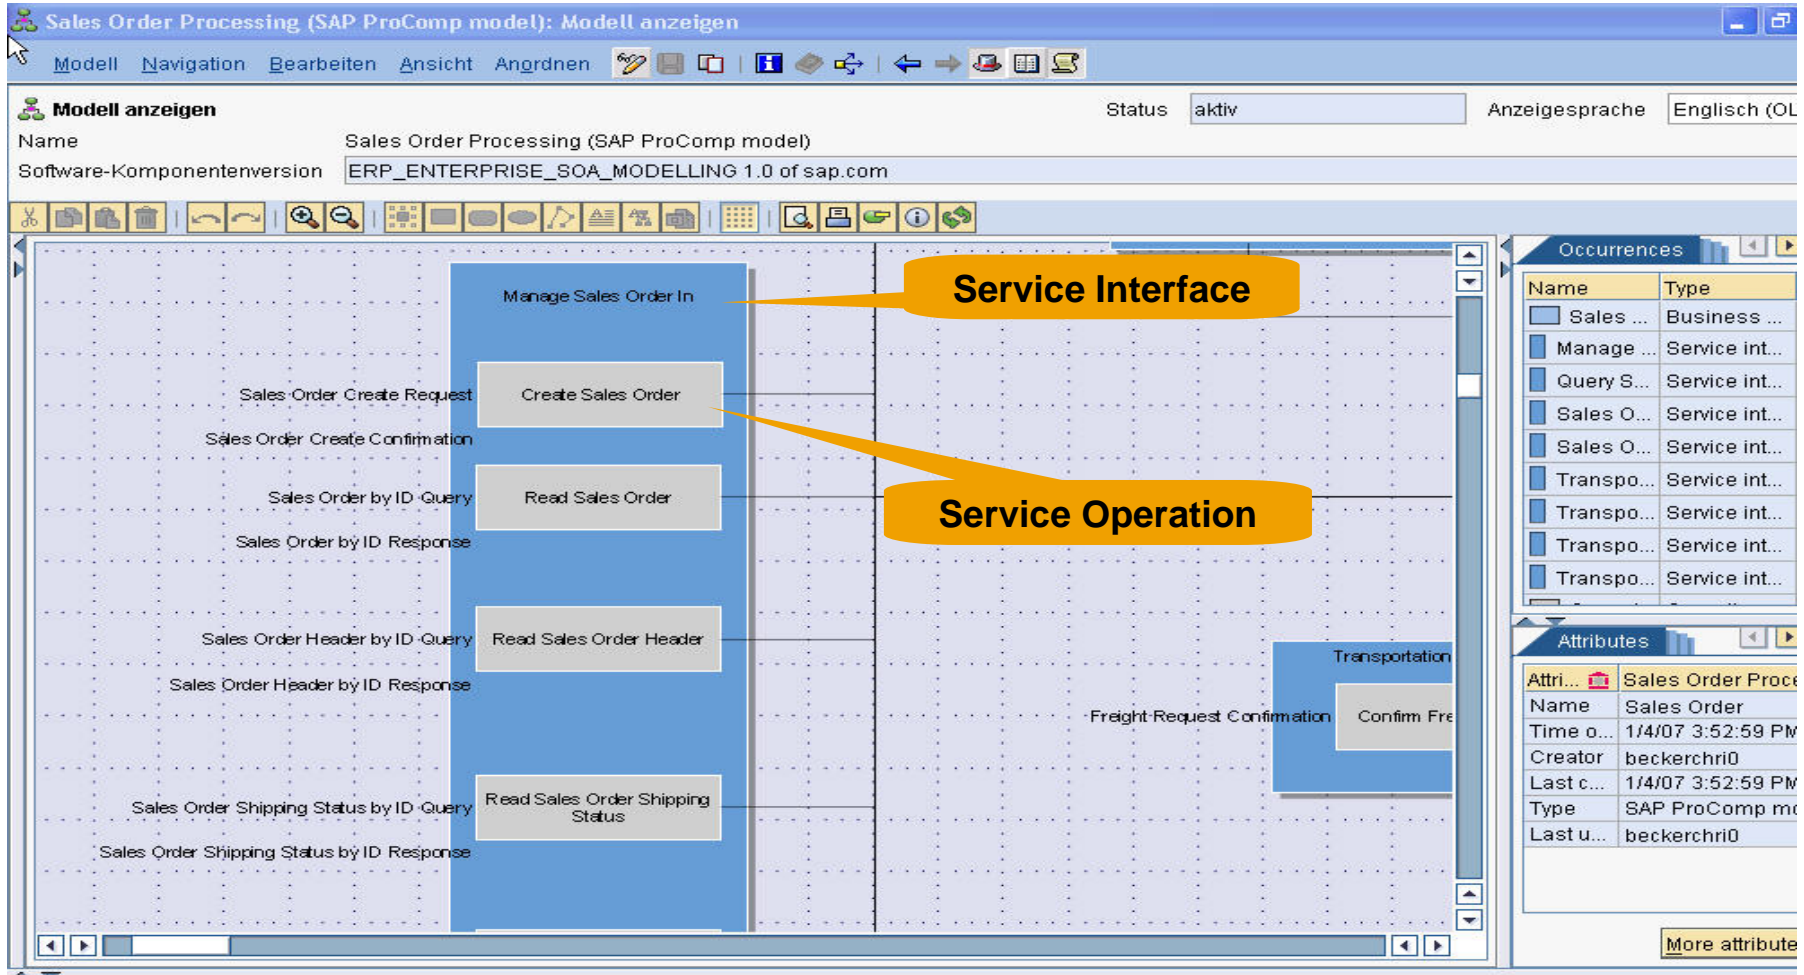 Sales Order Processing (SAP ProComp model): Modell anzeigen
Modell Navigation Bearbeiten Ansicht Anordnen
Modell anzeigen
Status aktiv Anzeigesprache Englisch (OL
Name Sales Order Processing (SAP ProComp model)
Software-Komponentenversion ERP_ENTERPRISE_SOA_MODELLING 1.0 of sap.com
Manage Sales Order In
Service Interface
Sales Order Create Request Create Sales Order
Sales Order Create Confirmation
Sales Order by ID Query Read Sales Order
Service Operation
Sales Order by ID Response
Sales Order Header by ID Query Read Sales Order Header
Sales Order Header by ID Response
Transportation
Freight Request Confirmation Confirm Fre
Sales Order Shipping Status by ID Query Read Sales Order Shipping
Status
Sales Order Shipping Status by ID Response
Occurrences
Name Type
Sales ... Business ...
Manage ... Service int...
Query S... Service int...
Sales O... Service int...
Sales O... Service int...
Transpo... Service int...
Transpo... Service int...
Transpo... Service int...
Transpo... Service int...
Attributes
Attri... Sales Order Proce
Name Sales Order
Time o... 1/4/07 3:52:59 PM
Creator beckerchri0
Last c... 1/4/07 3:52:59 PM
Type SAP ProComp mo
Last u... beckerchri0
More attribute